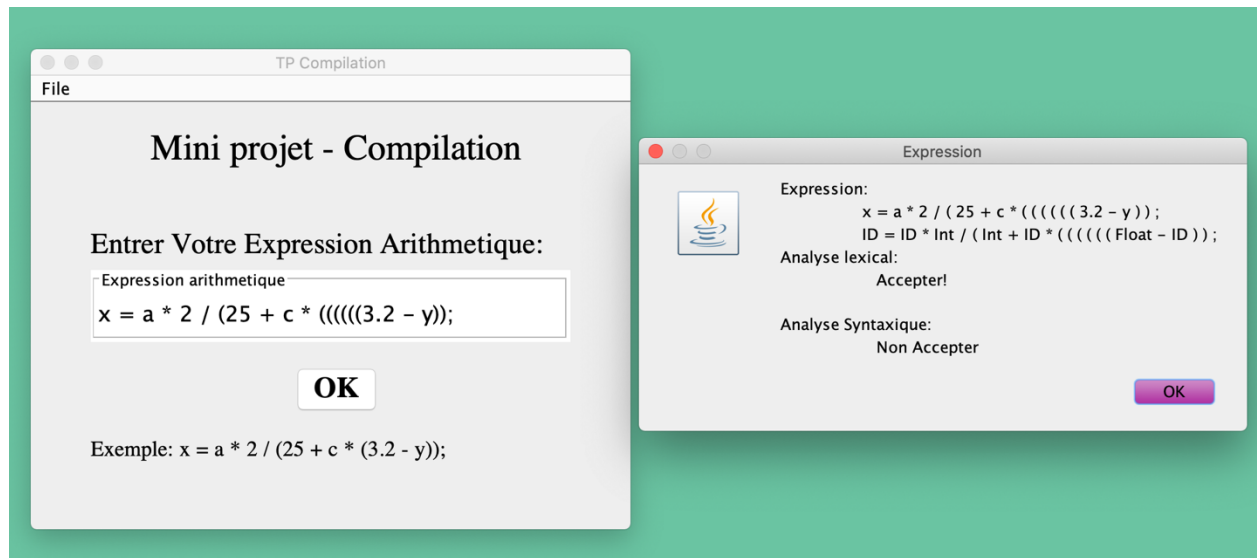 TP Compilation
File
Mini projet - Compilation
Entrer Votre Expression Arithmetique:
Expression arithmetique
x = a * 2 / (25 + c * ((((((3.2 – y));
OK
Exemple: x = a * 2 / (25 + c * (3.2 - y));
Expression
Expression:
x = a * 2 / ( 25 + c * ( ( ( ( ( ( 3.2 – y ) ) ;
ID = ID * Int / ( Int + ID * ( ( ( ( ( ( Float – ID ) ) ;
Analyse lexical:
Accepter!
Analyse Syntaxique:
Non Accepter
OK